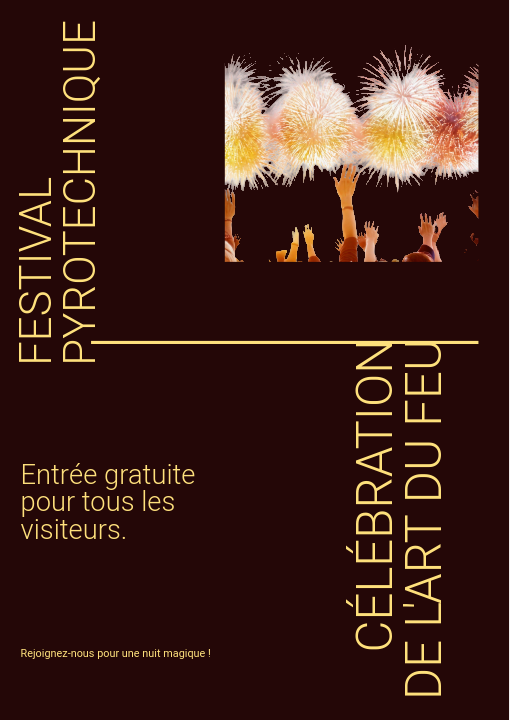 FESTIVAL
PYROTECHNIQUE
CÉLÉBRATION
DE L'ART DU FEU
Entrée gratuite
pour tous les
visiteurs.
Rejoignez-nous pour une nuit magique !